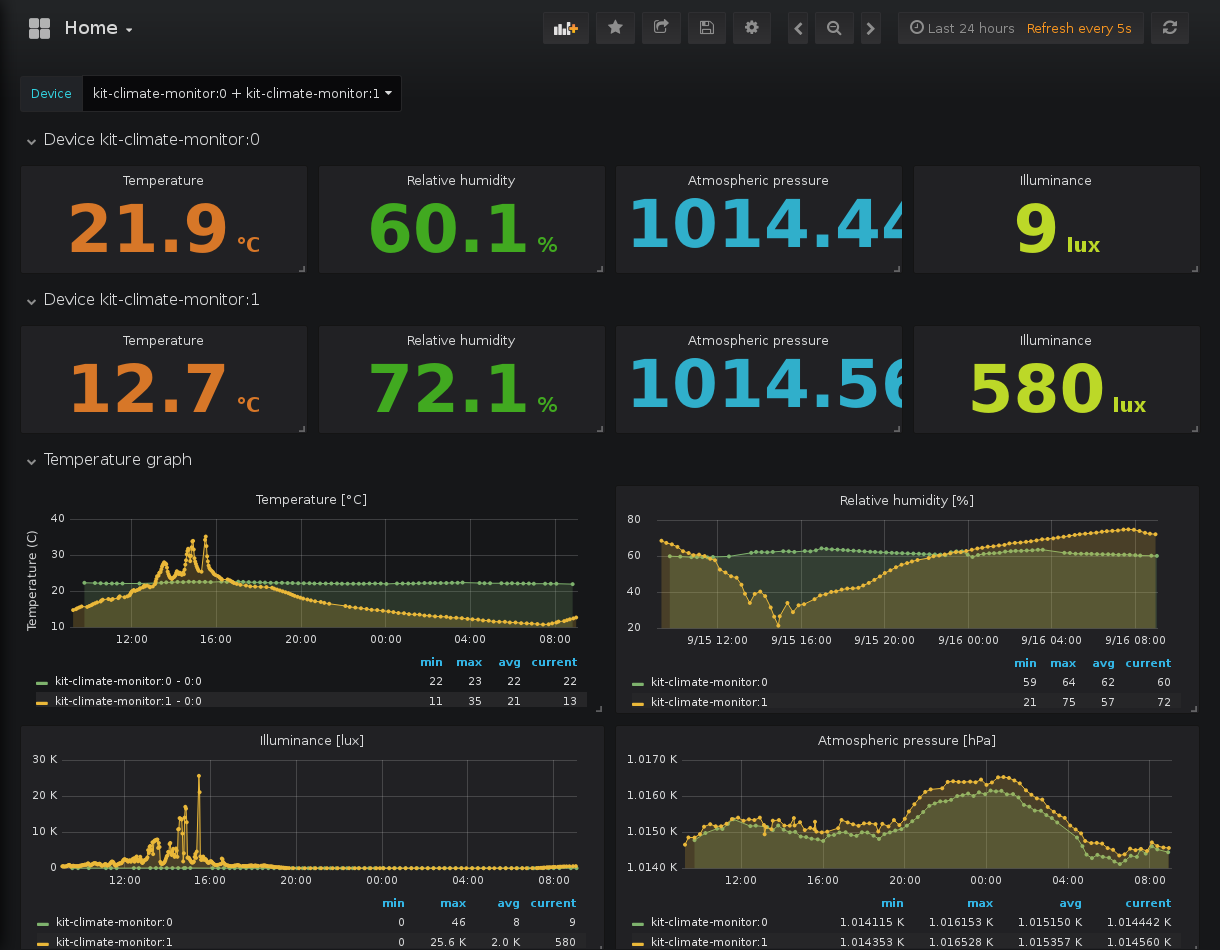 Home
Last 24 hours Refresh every 5s
Device kit-climate-monitor:0 + kit-climate-monitor:1
Device kit-climate-monitor:0
Temperature Relative humidity Atmospheric pressure Illuminance
21.9 °C 60.1 % 1014.44 9 lux
Device kit-climate-monitor:1
Temperature Relative humidity Atmospheric pressure Illuminance
12.7 °C 72.1 % 1014.56 580 lux
Temperature graph
Temperature [°C]
Temperature (C)
40
30
20
10
12:00 16:00 20:00 00:00 04:00 08:00
min max avg current
kit-climate-monitor:0 - 0:0 22 23 22 22
kit-climate-monitor:1 - 0:0 11 35 21 13
Relative humidity [%]
80
60
40
20
9/15 12:00 9/15 16:00 9/15 20:00 9/16 00:00 9/16 04:00 9/16 08:00
min max avg current
kit-climate-monitor:0 59 64 62 60
kit-climate-monitor:1 21 75 57 72
Illuminance [lux]
30 K
20 K
10 K
0
12:00 16:00 20:00 00:00 04:00 08:00
min max avg current
kit-climate-monitor:0 0 46 8 9
kit-climate-monitor:1 0 25.6 K 2.0 K 580
Atmospheric pressure [hPa]
1.0170 K
1.0160 K
1.0150 K
1.0140 K
12:00 16:00 20:00 00:00 04:00 08:00
min max avg current
kit-climate-monitor:0 1.014115 K 1.016153 K 1.015150 K 1.014442 K
kit-climate-monitor:1 1.014353 K 1.016528 K 1.015357 K 1.014560 K